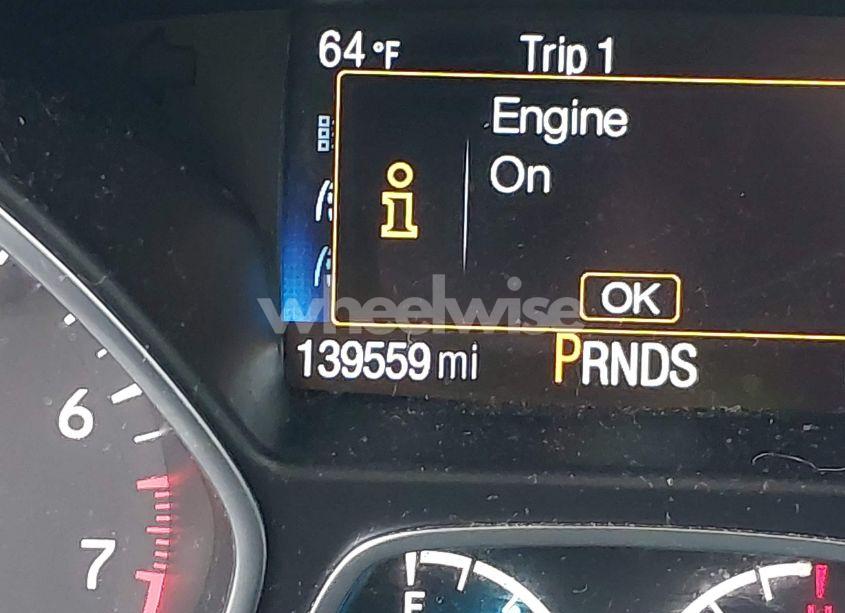 64 °F Trip 1
Engine
On
OK
wheelwise
139559 mi PRNDS
6
7